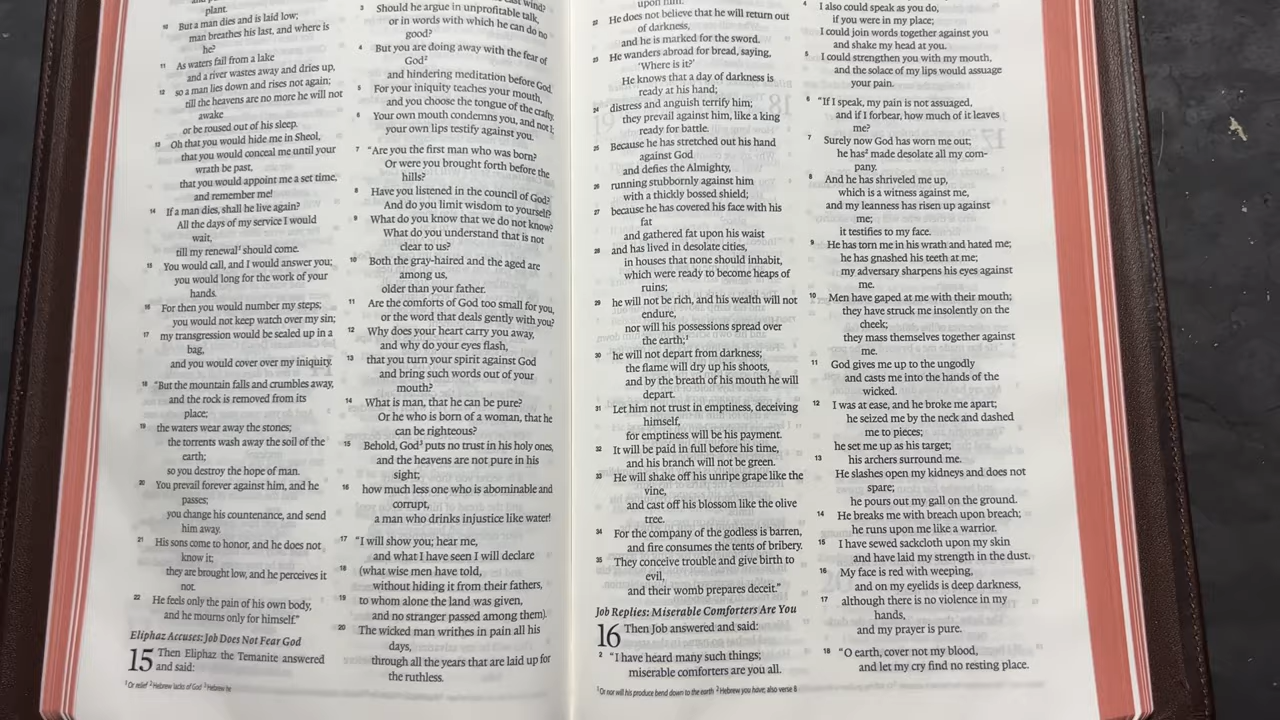 plant.
10 But a man dies and is laid low;
man breathes his last, and where is
he?
11 As waters fail from a lake
and a river wastes away and dries up,
12 so a man lies down and rises not again;
till the heavens are no more he will not
awake
or be roused out of his sleep.
13 Oh that you would hide me in Sheol,
that you would conceal me until your
wrath be past,
that you would appoint me a set time,
and remember me!
14 If a man dies, shall he live again?
All the days of my service I would
wait,
till my renewal² should come.
15 You would call, and I would answer you;
you would long for the work of your
hands.
16 For then you would number my steps;
you would not keep watch over my sin;
17 my transgression would be sealed up in a
bag,
and you would cover over my iniquity.
18 "But the mountain falls and crumbles away,
and the rock is removed from its
place;
19 the waters wear away the stones;
the torrents wash away the soil of the
earth;
so you destroy the hope of man.
20 You prevail forever against him, and he
passes;
you change his countenance, and send
him away.
21 His sons come to honor, and he does not
know it;
they are brought low, and he perceives it
not.
22 He feels only the pain of his own body,
and he mourns only for himself."
Eliphaz Accuses: Job Does Not Fear God
15 Then Eliphaz the Temanite answered
and said:
1 Or relief 2 Hebrew lacks of God 3 Hebrew he
wind?
3 Should he argue in unprofitable talk,
or in words with which he can do no
good?
4 But you are doing away with the fear of
God²
and hindering meditation before God.
5 For your iniquity teaches your mouth,
and you choose the tongue of the crafty.
6 Your own mouth condemns you, and not I;
your own lips testify against you.
7 "Are you the first man who was born?
Or were you brought forth before the
hills?
8 Have you listened in the council of God?
And do you limit wisdom to yourself?
9 What do you know that we do not know?
What do you understand that is not
clear to us?
10 Both the gray-haired and the aged are
among us,
older than your father.
11 Are the comforts of God too small for you,
or the word that deals gently with you?
12 Why does your heart carry you away,
and why do your eyes flash,
13 that you turn your spirit against God
and bring such words out of your
mouth?
14 What is man, that he can be pure?
Or he who is born of a woman, that he
can be righteous?
15 Behold, God³ puts no trust in his holy ones,
and the heavens are not pure in his
sight;
16 how much less one who is abominable and
corrupt,
a man who drinks injustice like water!
17 "I will show you; hear me,
and what I have seen I will declare
18 (what wise men have told,
without hiding it from their fathers,
19 to whom alone the land was given,
and no stranger passed among them).
20 The wicked man writhes in pain all his
days,
through all the years that are laid up for
the ruthless.
upon him.
22 He does not believe that he will return out
of darkness,
and he is marked for the sword.
23 He wanders abroad for bread, saying,
'Where is it?'
He knows that a day of darkness is
ready at his hand;
24 distress and anguish terrify him;
they prevail against him, like a king
ready for battle.
25 Because he has stretched out his hand
against God
and defies the Almighty,
26 running stubbornly against him
with a thickly bossed shield;
27 because he has covered his face with his
fat
and gathered fat upon his waist
28 and has lived in desolate cities,
in houses that none should inhabit,
which were ready to become heaps of
ruins;
29 he will not be rich, and his wealth will not
endure,
nor will his possessions spread over
the earth;¹
30 he will not depart from darkness;
the flame will dry up his shoots,
and by the breath of his mouth he will
depart.
31 Let him not trust in emptiness, deceiving
himself,
for emptiness will be his payment.
32 It will be paid in full before his time,
and his branch will not be green.
33 He will shake off his unripe grape like the
vine,
and cast off his blossom like the olive
tree.
34 For the company of the godless is barren,
and fire consumes the tents of bribery.
35 They conceive trouble and give birth to
evil,
and their womb prepares deceit."
Job Replies: Miserable Comforters Are You
16 Then Job answered and said:
2 "I have heard many such things;
miserable comforters are you all.
1 Or nor will his produce bend down to the earth 2 Hebrew you have; also verse 8
4 I also could speak as you do,
if you were in my place;
I could join words together against you
and shake my head at you.
5 I could strengthen you with my mouth,
and the solace of my lips would assuage
your pain.
6 "If I speak, my pain is not assuaged,
and if I forbear, how much of it leaves
me?
7 Surely now God has worn me out;
he has² made desolate all my com-
pany.
8 And he has shriveled me up,
which is a witness against me,
and my leanness has risen up against
me;
it testifies to my face.
9 He has torn me in his wrath and hated me;
he has gnashed his teeth at me;
my adversary sharpens his eyes against
me.
10 Men have gaped at me with their mouth;
they have struck me insolently on the
cheek;
they mass themselves together against
me.
11 God gives me up to the ungodly
and casts me into the hands of the
wicked.
12 I was at ease, and he broke me apart;
he seized me by the neck and dashed
me to pieces;
he set me up as his target;
13 his archers surround me.
He slashes open my kidneys and does not
spare;
he pours out my gall on the ground.
14 He breaks me with breach upon breach;
he runs upon me like a warrior.
15 I have sewed sackcloth upon my skin
and have laid my strength in the dust.
16 My face is red with weeping,
and on my eyelids is deep darkness,
17 although there is no violence in my
hands,
and my prayer is pure.
18 "O earth, cover not my blood,
and let my cry find no resting place.